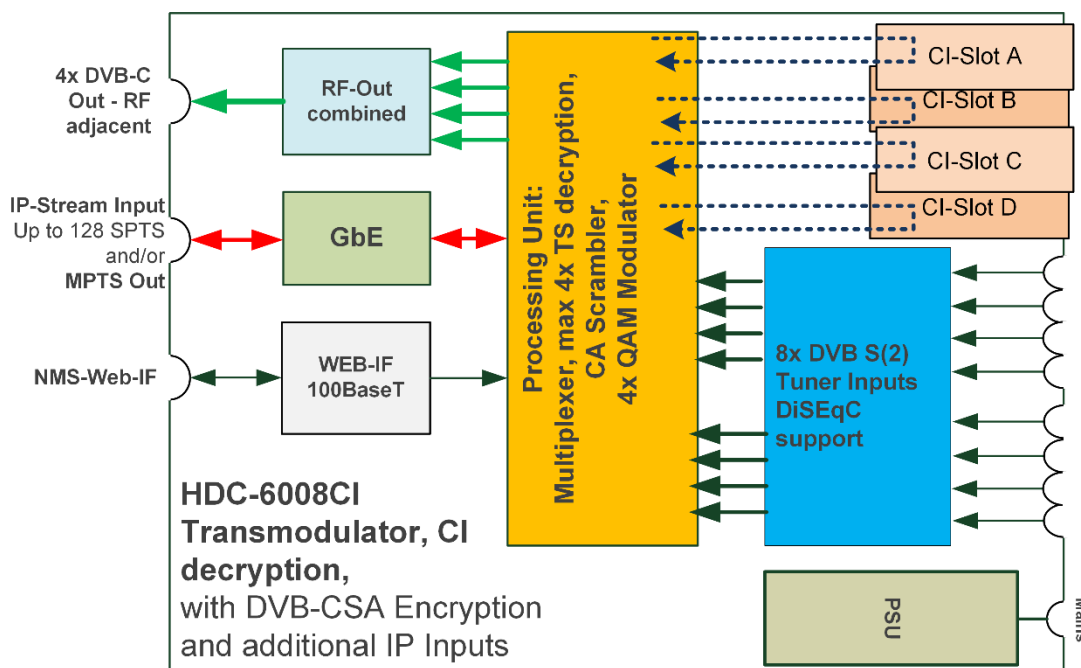 4x DVB-C
Out - RF
adjacent
RF-Out
combined
IP-Stream Input
Up to 128 SPTS
and/or
MPTS Out
GbE
NMS-Web-IF
WEB-IF
100BaseT
Processing Unit:
Multiplexer, max 4x TS decryption,
CA Scrambler,
4x QAM Modulator
CI-Slot A
CI-Slot B
CI-Slot C
CI-Slot D
8x DVB S(2)
Tuner Inputs
DiSEqC
support
HDC-6008CI
Transmodulator, CI
decryption,
with DVB-CSA Encryption
and additional IP Inputs
PSU
Mains